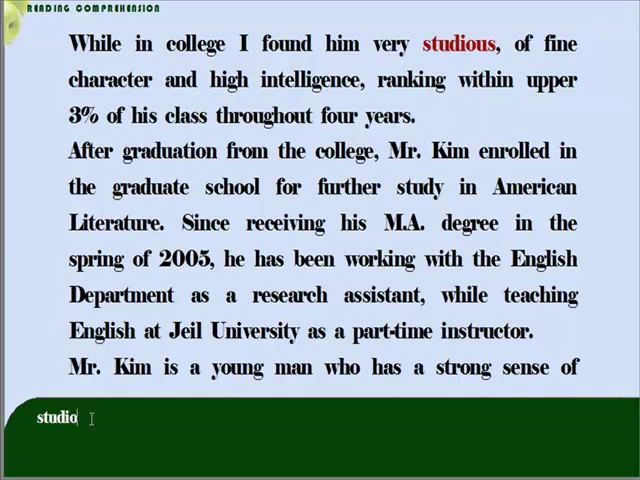 READING COMPREHENSION
While in college I found him very studious, of fine
character and high intelligence, ranking within upper
3% of his class throughout four years.
After graduation from the college, Mr. Kim enrolled in
the graduate school for further study in American
Literature. Since receiving his M.A. degree in the
spring of 2005, he has been working with the English
Department as a research assistant, while teaching
English at Jeil University as a part-time instructor.
Mr. Kim is a young man who has a strong sense of
studio